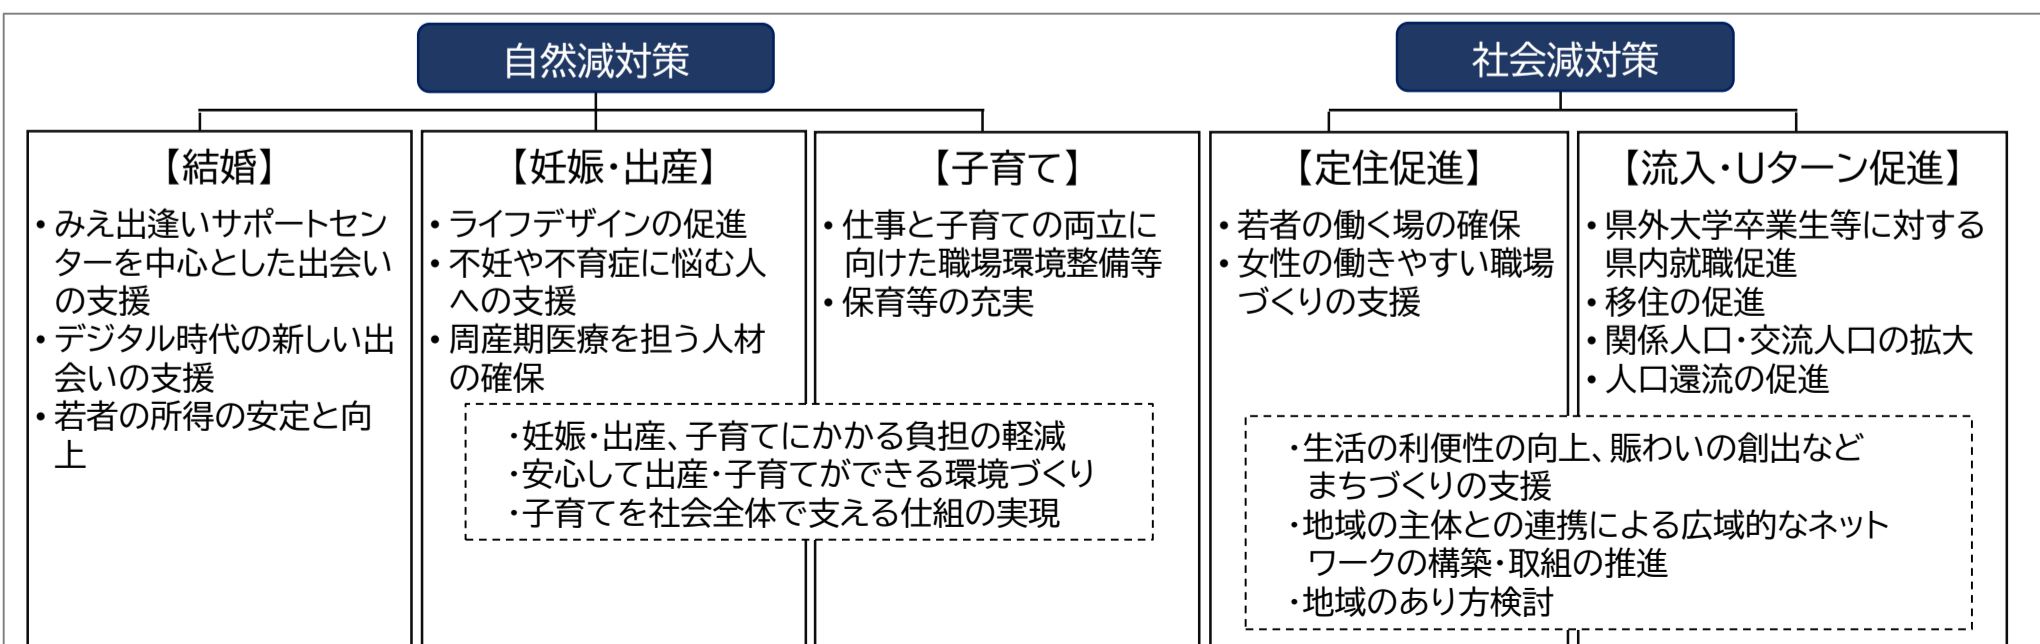 自然減対策
社会減対策
【結婚】
・みえ出逢いサポートセン
ターを中心とした出会い
の支援
・デジタル時代の新しい出
会いの支援
・若者の所得の安定と向
上
【妊娠・出産】
・ライフデザインの促進
・不妊や不育症に悩む人
への支援
・周産期医療を担う人材
の確保
【子育て】
・仕事と子育ての両立に
向けた職場環境整備等
・保育等の充実
・妊娠・出産、子育てにかかる負担の軽減
・安心して出産・子育てができる環境づくり
・子育てを社会全体で支える仕組の実現
【定住促進】
・若者の働く場の確保
・女性の働きやすい職場
づくりの支援
【流入・Uターン促進】
・県外大学卒業生等に対する
県内就職促進
・移住の促進
・関係人口・交流人口の拡大
・人口還流の促進
・生活の利便性の向上、賑わいの創出など
まちづくりの支援
・地域の主体との連携による広域的なネット
ワークの構築・取組の推進
・地域のあり方検討